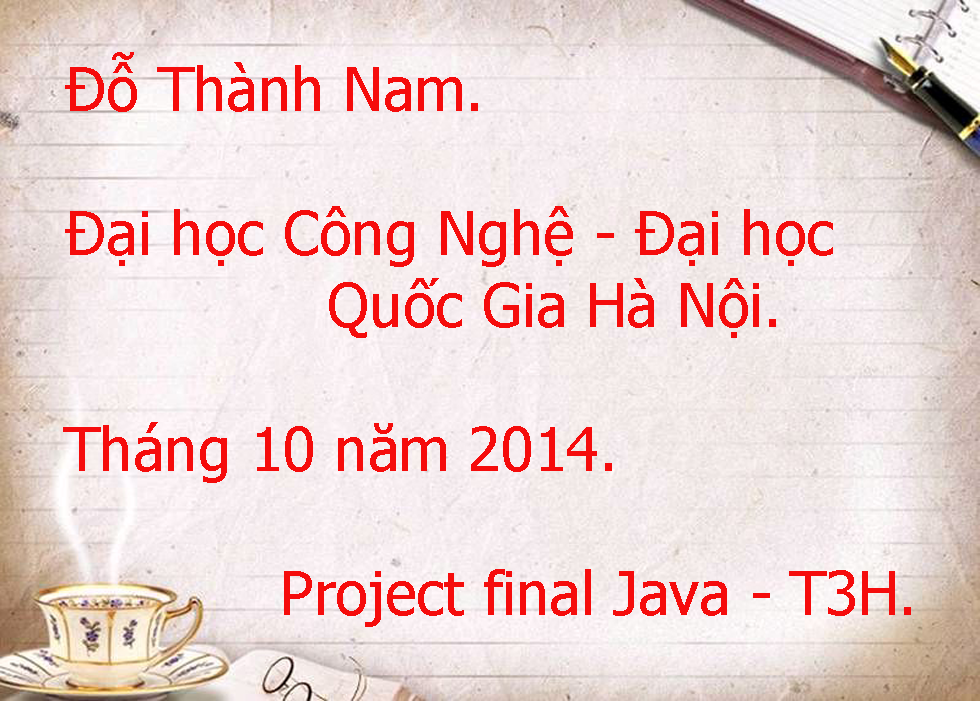 Đỗ Thành Nam.
Đại học Công Nghệ - Đại học
Quốc Gia Hà Nội.
Tháng 10 năm 2014.
Project final Java - T3H.